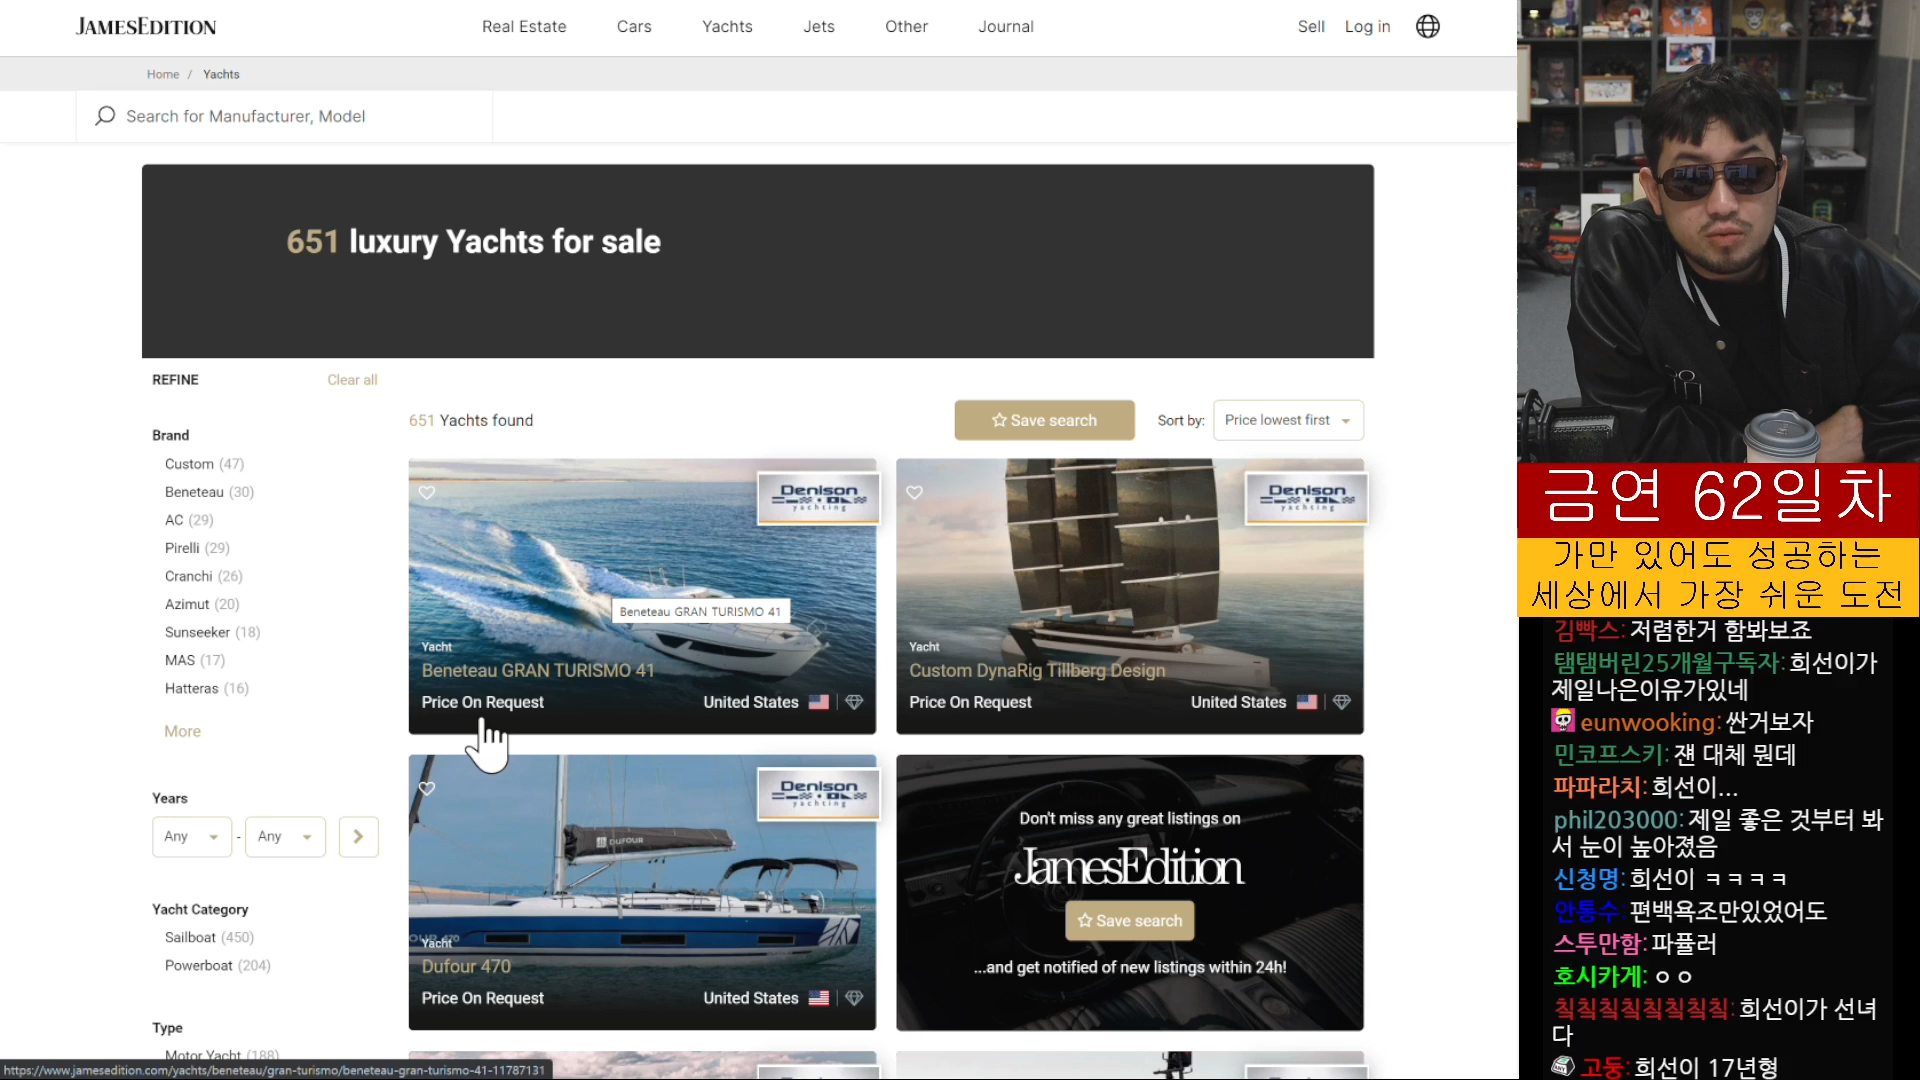 JAMESEDITION
Real Estate
Cars
Yachts
Jets
Other
Journal
Sell
Log in
Home / Yachts
Search for Manufacturer, Model
651 luxury Yachts for sale
REFINE
Clear all
651 Yachts found
Save search
Sort by:
Price lowest first
Brand
Custom (47)
Beneteau (30)
AC (29)
Pirelli (29)
Cranchi (26)
Azimut (20)
Sunseeker (18)
MAS (17)
Hatteras (16)
More
Years
Any
-
Any
Yacht Category
Sailboat (450)
Powerboat (204)
Type
Motor Yacht (188)
Denison
yachting
Beneteau GRAN TURISMO 41
Yacht
Beneteau GRAN TURISMO 41
Price On Request
United States
Denison
yachting
Yacht
Custom DynaRig Tillberg Design
Price On Request
United States
Denison
yachting
DUFOUR
Yacht
Dufour 470
Price On Request
United States
Don't miss any great listings on
JamesEdition
Save search
...and get notified of new listings within 24h!
https://www.jamesedition.com/yachts/beneteau/gran-turismo/beneteau-gran-turismo-41-11787131
금연 62일차
가만 있어도 성공하는
세상에서 가장 쉬운 도전
김빡스: 저렴한거 함봐보죠
탬탬버린25개월구독자: 희선이가
제일나은이유가있네
eunwooking: 싼거보자
민코프스키: 쟨 대체 뭔데
파파라치: 희선이...
phil203000: 제일 좋은 것부터 봐
서 눈이 높아졌음
신청명: 희선이 ㅋㅋㅋㅋ
안통수: 편백욕조만있었어도
스투만함: 파퓰러
호시카게: ㅇㅇ
칙칙칙칙칙칙칙칙: 희선이가 선녀
다
고둥: 희선이 17년형